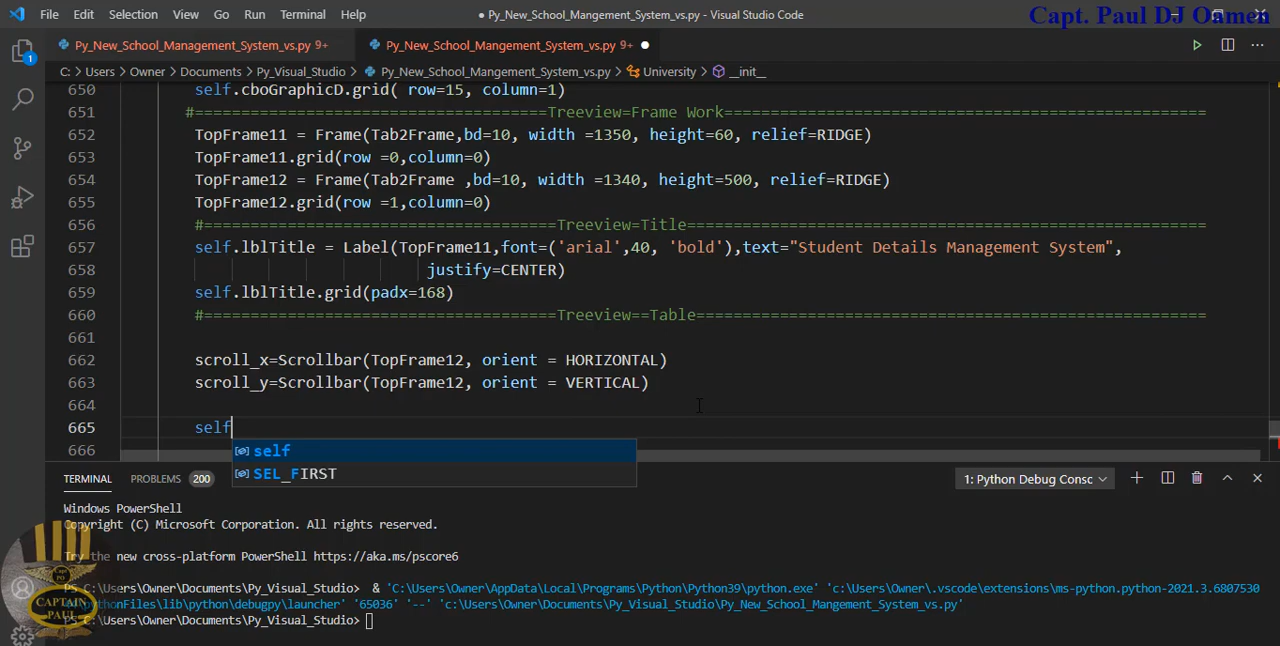 File Edit Selection View Go Run Terminal Help ● Py_New_School_Mangement_System_vs.py - Visual Studio Code
Capt. Paul DJ Oamen
Py_New_School_Mangement_System_vs.py 9+ Py_New_School_Mangement_System_vs.py 9+ ●
C: > Users > Owner > Documents > Py_Visual_Studio > Py_New_School_Mangement_System_vs.py > University > __init__
650 self.cboGraphicD.grid( row=15, column=1)
651 #======================================Treeview=Frame Work====================================================
652 TopFrame11 = Frame(Tab2Frame,bd=10, width =1350, height=60, relief=RIDGE)
653 TopFrame11.grid(row =0,column=0)
654 TopFrame12 = Frame(Tab2Frame ,bd=10, width =1340, height=500, relief=RIDGE)
655 TopFrame12.grid(row =1,column=0)
656 #======================================Treeview=Title========================================================
657 self.lblTitle = Label(TopFrame11,font=('arial',40, 'bold'),text="Student Details Management System",
658 justify=CENTER)
659 self.lblTitle.grid(padx=168)
660 #======================================Treeview==Table=======================================================
661
662 scroll_x=Scrollbar(TopFrame12, orient = HORIZONTAL)
663 scroll_y=Scrollbar(TopFrame12, orient = VERTICAL)
664
665 self
666
self
SEL_FIRST
TERMINAL PROBLEMS 200 1: Python Debug Consc
Windows PowerShell
Copyright (C) Microsoft Corporation. All rights reserved.
Try the new cross-platform PowerShell https://aka.ms/pscore6
PS C:\Users\Owner\Documents\Py_Visual_Studio> & 'C:\Users\Owner\AppData\Local\Programs\Python\Python39\python.exe' 'c:\Users\Owner\.vscode\extensions\ms-python.python-2021.3.6807530
\pythonFiles\lib\python\debugpy\launcher' '65036' '--' 'c:\Users\Owner\Documents\Py_Visual_Studio\Py_New_School_Mangement_System_vs.py'
PS C:\Users\Owner\Documents\Py_Visual_Studio>
Capt
PO
CAPTAIN
PAUL